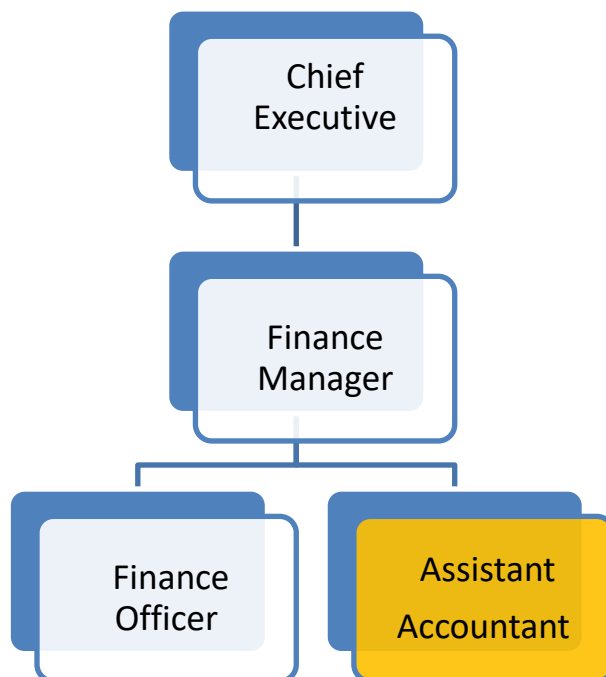 Chief
Executive
Finance
Manager
Finance
Officer
Assistant
Accountant